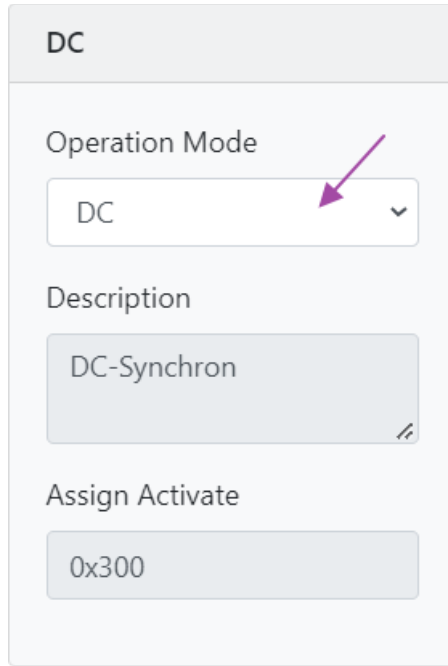 DC
Operation Mode
DC
Description
DC-Synchron
Assign Activate
0x300